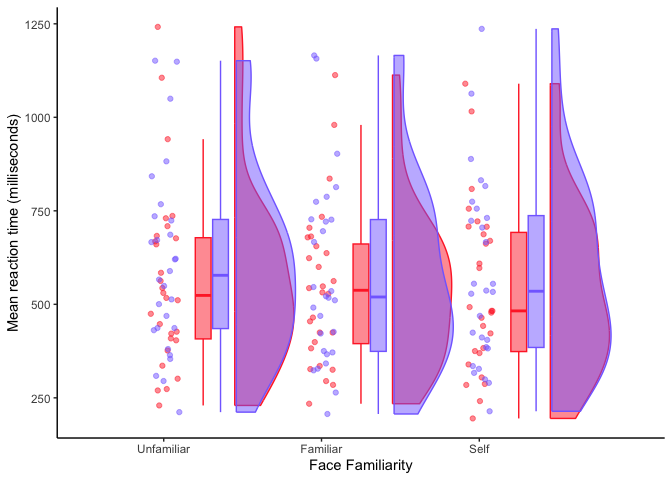 1250
1000
750
500
250
Mean reaction time (milliseconds)
Unfamiliar
Familiar
Self
Face Familiarity